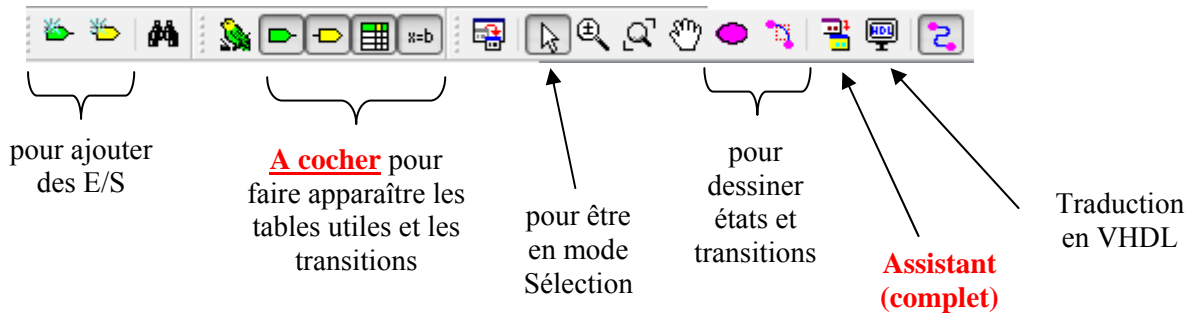 x=b
HDL
pour ajouter
des E/S
A cocher pour
faire apparaître les
tables utiles et les
transitions
pour être
en mode
Sélection
pour
dessiner
états et
transitions
Assistant
(complet)
Traduction
en VHDL